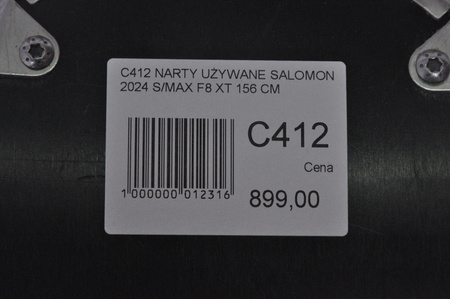 C412 NARTY UŻYWANE SALOMON
2024 S/MAX F8 XT 156 CM
C412
Cena
1 000000 012316
899,00